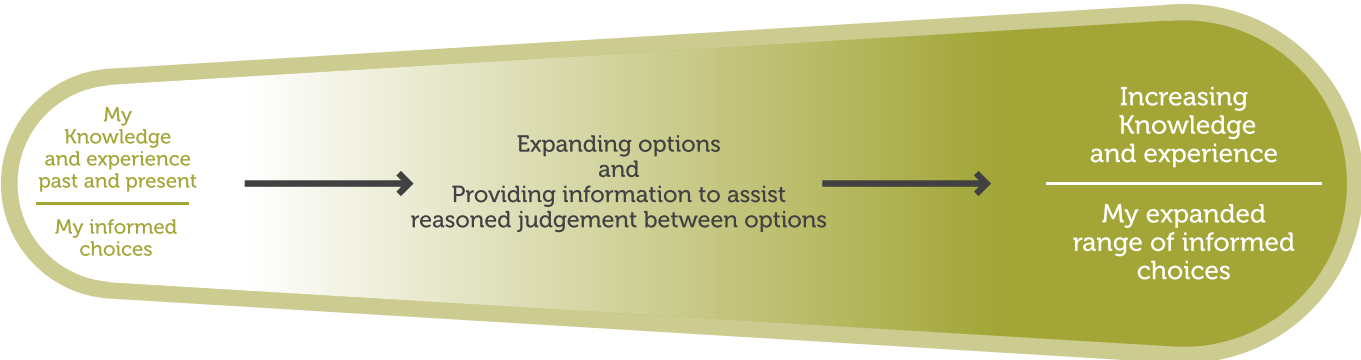 My
Knowledge
and experience
past and present
My informed
choices
Expanding options
and
Providing information to assist
reasoned judgement between options
Increasing
Knowledge
and experience
My expanded
range of informed
choices